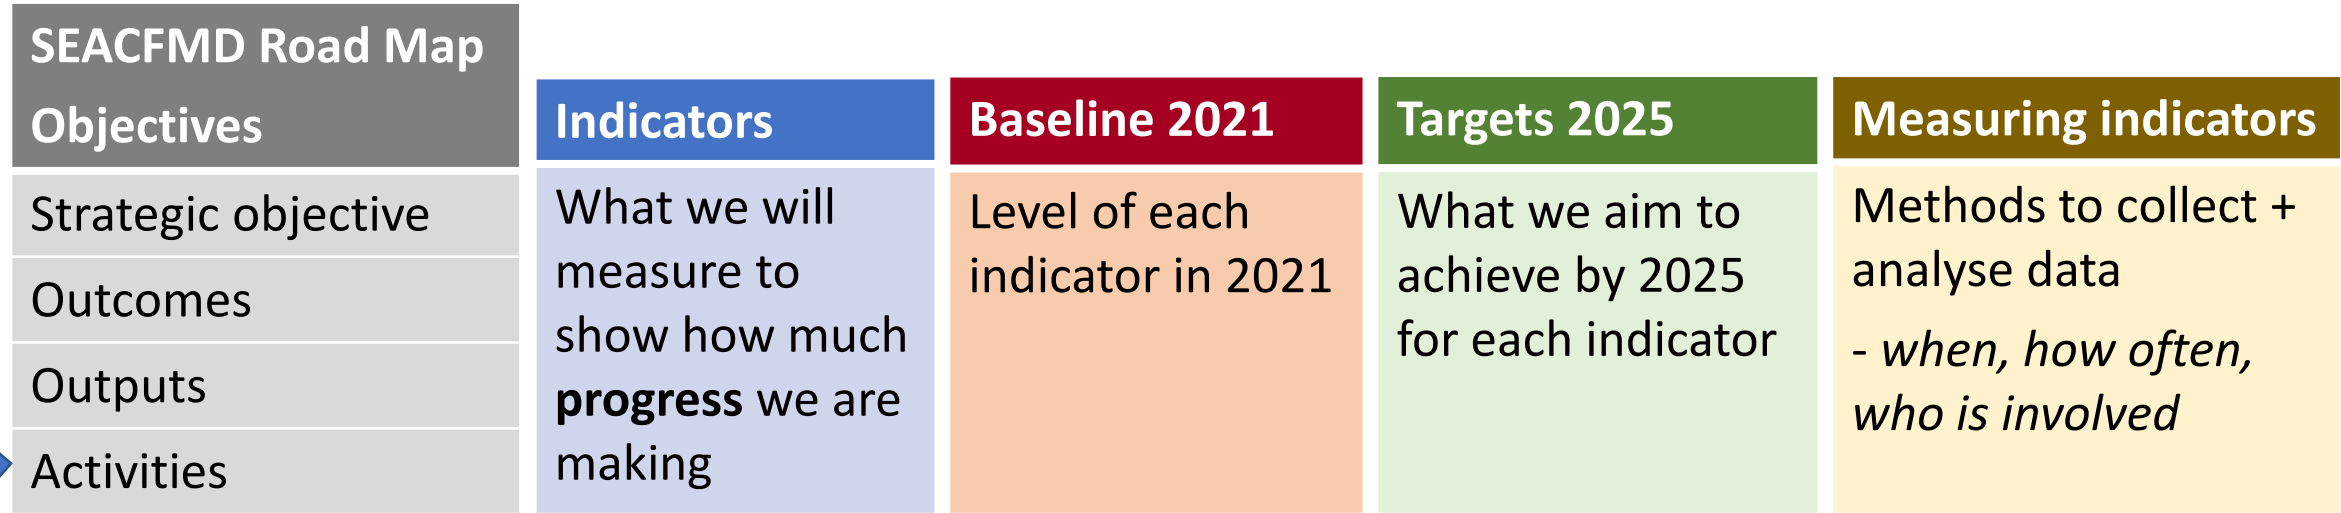 SEACFMD Road Map
Objectives
Strategic objective
Outcomes
Outputs
Activities
Indicators
What we will
measure to
show how much
progress we are
making
Baseline 2021
Level of each
indicator in 2021
Targets 2025
What we aim to
achieve by 2025
for each indicator
Measuring indicators
Methods to collect +
analyse data
- when, how often,
who is involved